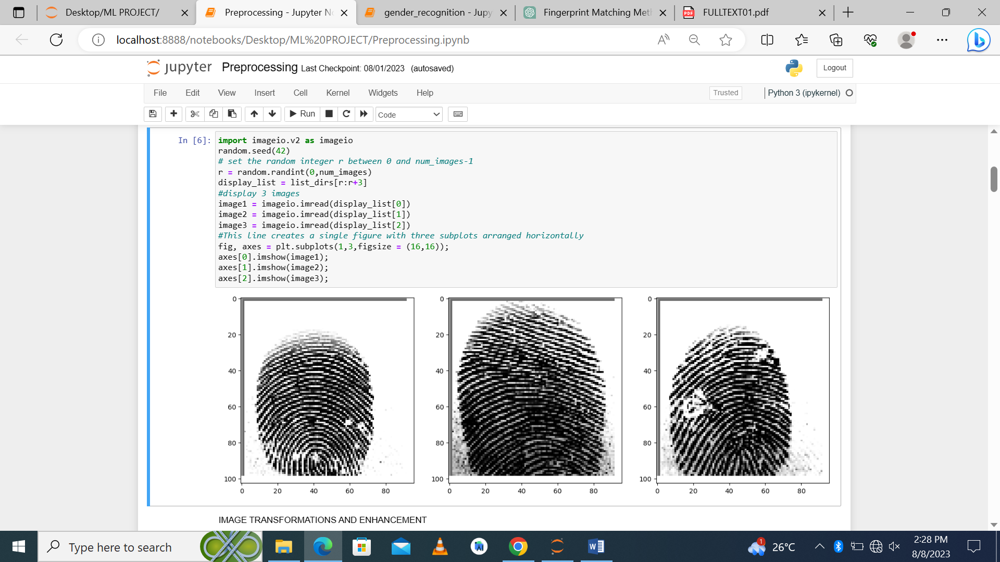 Desktop/ML PROJECT/
Preprocessing - Jupyter No
gender_recognition - Jupy
Fingerprint Matching Met
PDF
FULLTEXT01.pdf
localhost:8888/notebooks/Desktop/ML%20PROJECT/Preprocessing.ipynb
jupyter Preprocessing Last Checkpoint: 08/01/2023 (autosaved)
Logout
File Edit View Insert Cell Kernel Widgets Help
Trusted
Python 3 (ipykernel)
Run
Code
In [6]:
import imageio.v2 as imageio
random.seed(42)
# set the random integer r between 0 and num_images-1
r = random.randint(0,num_images)
display_list = list_dirs[r:r+3]
#display 3 images
image1 = imageio.imread(display_list[0])
image2 = imageio.imread(display_list[1])
image3 = imageio.imread(display_list[2])
#This line creates a single figure with three subplots arranged horizontally
fig, axes = plt.subplots(1,3,figsize = (16,16));
axes[0].imshow(image1);
axes[1].imshow(image2);
axes[2].imshow(image3);
0
20
40
60
80
100
0 20 40 60 80
0
20
40
60
80
100
0 20 40 60 80
0
20
40
60
80
100
0 20 40 60 80
IMAGE TRANSFORMATIONS AND ENHANCEMENT
Type here to search
1
26°C
2:28 PM
8/8/2023